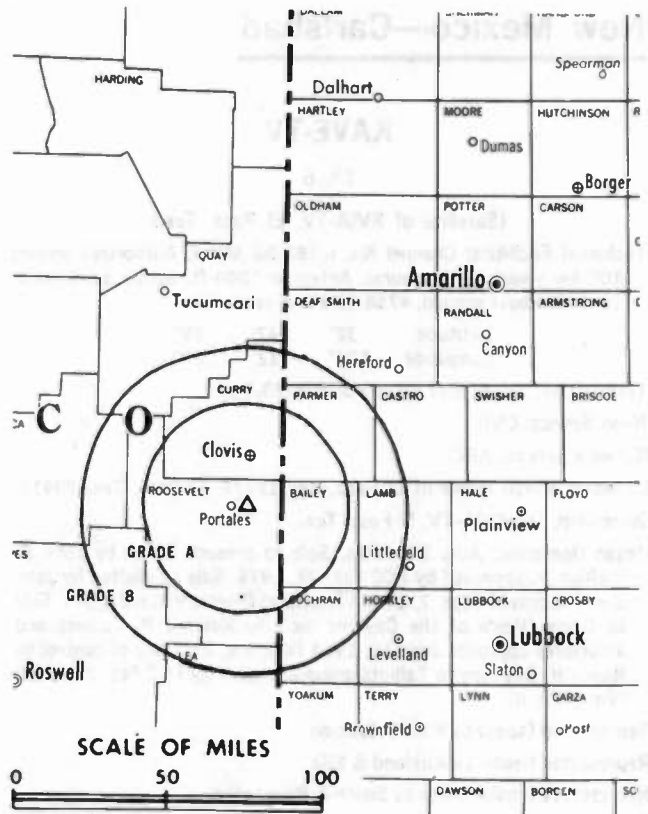 DALLAM
HARDING
Spearman
Dalhart
HARTLEY
MOORE
HUTCHINSON
R
Dumas
Borger
OLDHAM
POTTER
CARSON
QUAY
Tucumcari
Amarillo
DEAF SMITH
RANDALL
ARMSTRONG
Canyon
Hereford
CURRY
PARMER
CASTRO
SWISHER
BRISCOE
C O
Clovis
ROOSEVELT
BAILEY
LAMB
HALE
FLOYD
Portales
Plainview
GRADE A
Littlefield
GRADE B
COCHRAN
HOCKLEY
LUBBOCK
CROSBY
LEA
Levelland
Lubbock
Roswell
Slaton
YOAKUM
TERRY
LYNN
GARZA
Brownfield
Post
SCALE OF MILES
0 50 100
DAWSON
BORDEN